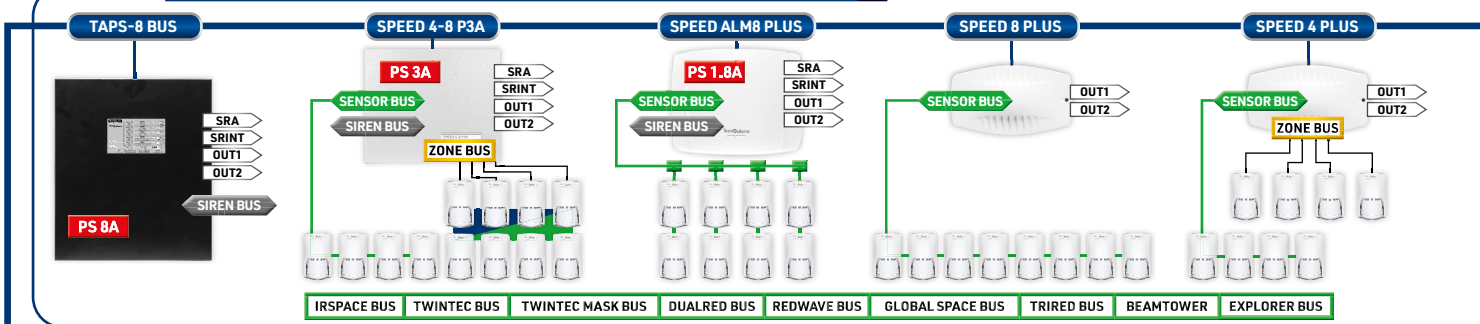 TAPS-8 BUS
SPEED 4-8 P3A
SPEED ALM8 PLUS
SPEED 8 PLUS
SPEED 4 PLUS
SRA
SRINT
OUT1
OUT2
SIREN BUS
PS 8A
PS 3A
SENSOR BUS
SIREN BUS
ZONE BUS
SRA
SRINT
OUT1
OUT2
PS 1.8A
SENSOR BUS
SIREN BUS
SRA
SRINT
OUT1
OUT2
SENSOR BUS
OUT1
OUT2
SENSOR BUS
ZONE BUS
OUT1
OUT2
IRSPACE BUS
TWINTEC BUS
TWINTEC MASK BUS
DUALRED BUS
REDWAVE BUS
GLOBAL SPACE BUS
TRIRED BUS
BEAMTOWER
EXPLORER BUS